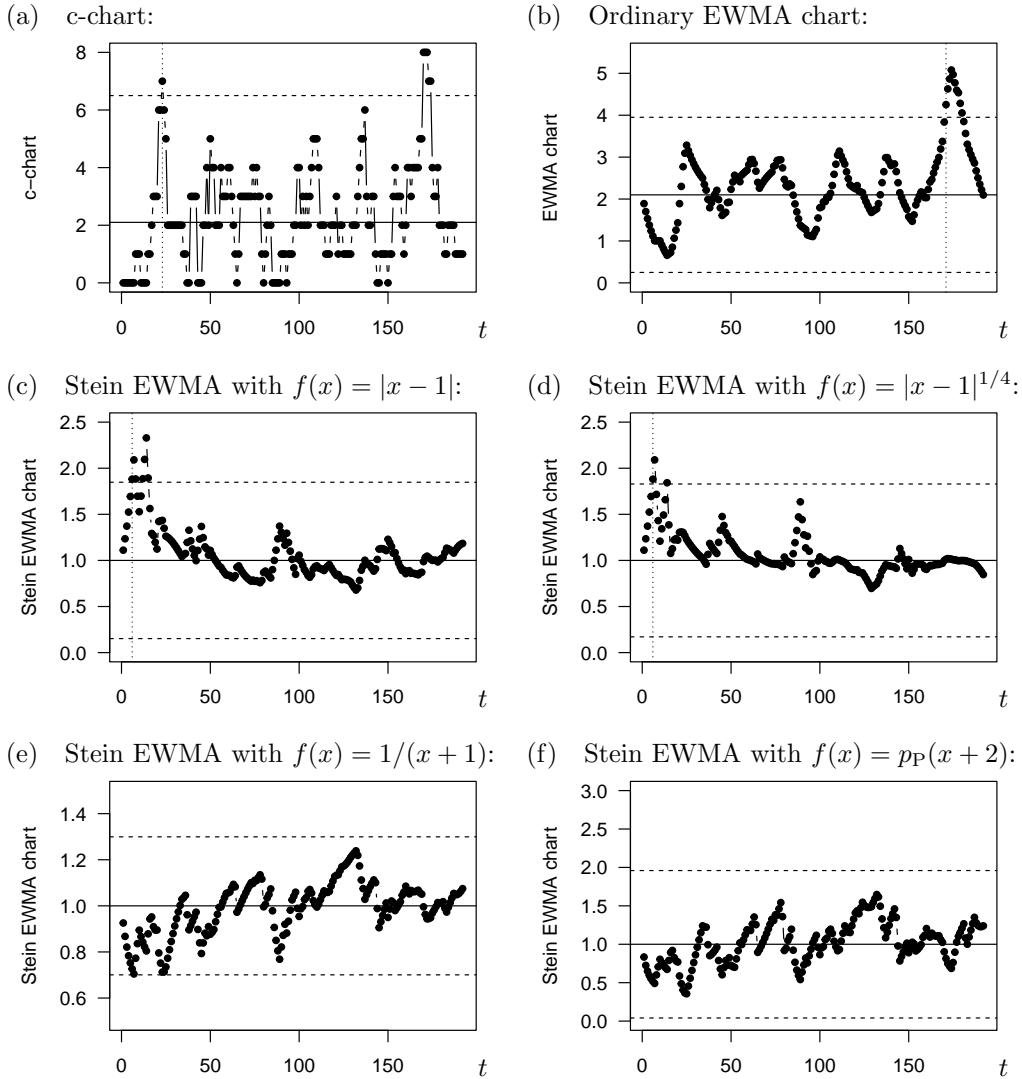 (a) c-chart:
c−chart
8
6
4
2
0
0 50 100 150 t
(b) Ordinary EWMA chart:
EWMA chart
5
4
3
2
1
0
0 50 100 150 t
(c) Stein EWMA with f(x) = |x − 1|:
Stein EWMA chart
2.5
2.0
1.5
1.0
0.5
0.0
0 50 100 150 t
(d) Stein EWMA with f(x) = |x − 1|^{1/4}:
Stein EWMA chart
2.5
2.0
1.5
1.0
0.5
0.0
0 50 100 150 t
(e) Stein EWMA with f(x) = 1/(x + 1):
Stein EWMA chart
1.4
1.2
1.0
0.8
0.6
0 50 100 150 t
(f) Stein EWMA with f(x) = p_P(x + 2):
Stein EWMA chart
3.0
2.5
2.0
1.5
1.0
0.5
0.0
0 50 100 150 t